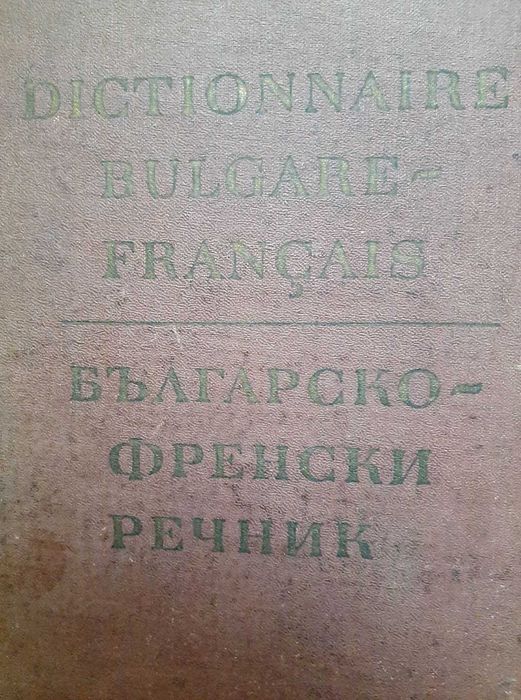 DICTIONNAIRE
BULGARE-
FRANÇAIS
БЪЛГАРСКО-
ФРЕНСКИ
РЕЧНИК